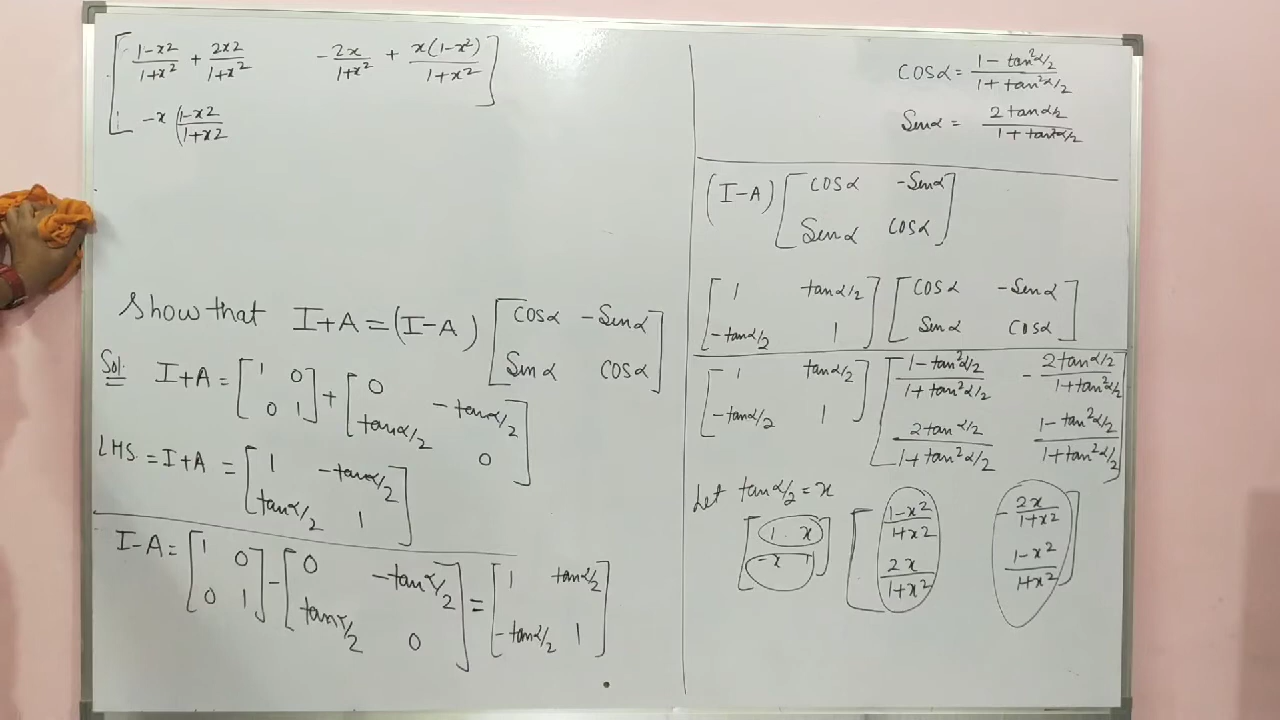 [ 1-x2/1+x² + 2x2/1+x²   -2x/1+x² + x(1-x²)/1+x² ]
[ -x (1-x2/1+x2
Show that I+A = (I-A) [ cosα -Sinα ]
[ Sinα cosα ]
Sol: I+A = [ 1 0 ] + [ 0 -tanα/2 ]
[ 0 1 ] [ tanα/2 0 ]
LHS = I+A = [ 1 -tanα/2 ]
[ tanα/2 1 ]
I-A = [ 1 0 ] - [ 0 -tanα/2 ] = [ 1 tanα/2 ]
[ 0 1 ] [ tanα/2 0 ] [ -tanα/2 1 ]
cosα = 1-tan²α/2 / 1+tan²α/2
Sinα = 2tanα/2 / 1+tan²α/2
(I-A) [ cosα -Sinα ]
[ Sinα cosα ]
[ 1 tanα/2 ] [ cosα -Sinα ]
[ -tanα/2 1 ] [ Sinα cosα ]
[ 1 tanα/2 ] [ 1-tan²α/2 / 1+tan²α/2   -2tanα/2 / 1+tan²α/2 ]
[ -tanα/2 1 ] [ 2tanα/2 / 1+tan²α/2   1-tan²α/2 / 1+tan²α/2 ]
Let tanα/2 = x
[ 1 x ] [ 1-x2/1+x2   -2x/1+x2 ]
[ -x 1 ] [ 2x/1+x2   1-x2/1+x2 ]